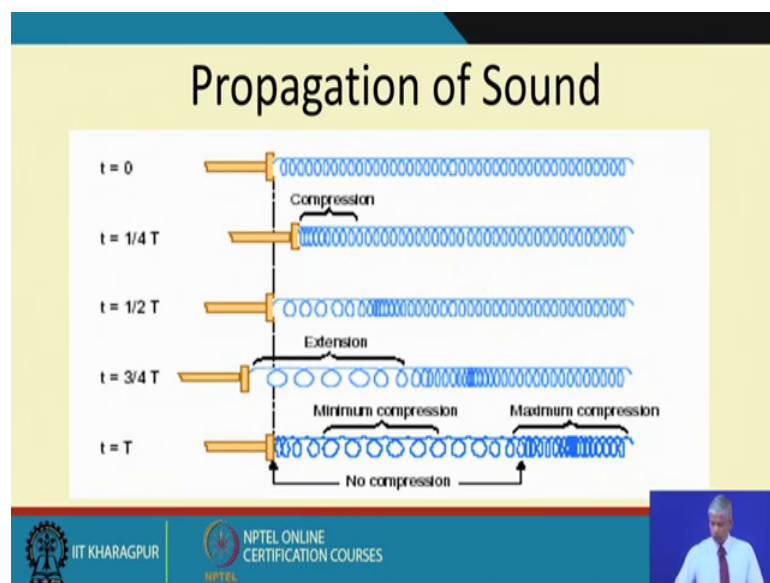 Propagation of Sound
t = 0
Compression
t = 1/4 T
t = 1/2 T
Extension
t = 3/4 T
Minimum compression
Maximum compression
t = T
No compression
IIT KHARAGPUR
NPTEL
NPTEL ONLINE
CERTIFICATION COURSES